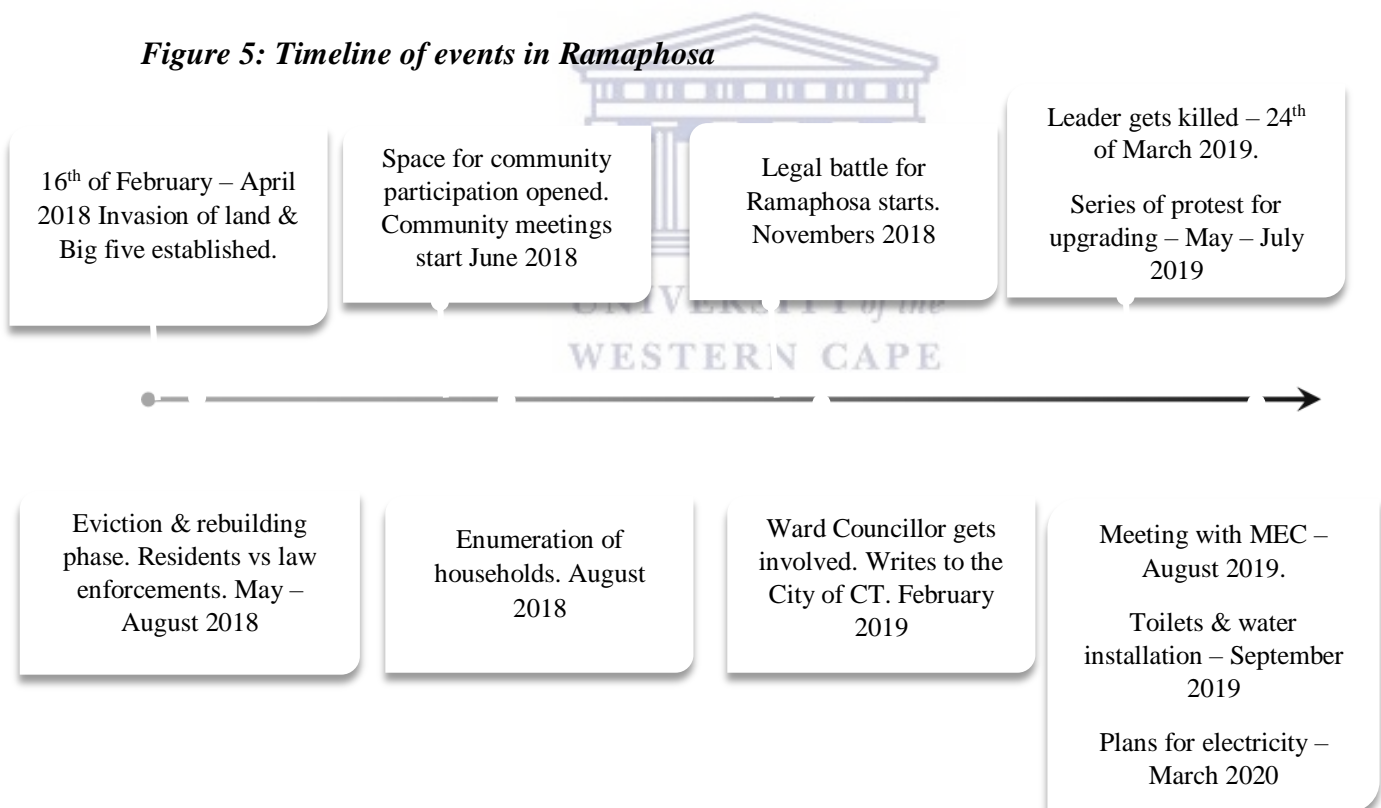 Figure 5: Timeline of events in Ramaphosa
16th of February – April
2018 Invasion of land &
Big five established.
Space for community
participation opened.
Community meetings
start June 2018
Legal battle for
Ramaphosa starts.
Novembers 2018
Leader gets killed – 24th
of March 2019.
Series of protest for
upgrading – May – July
2019
UNIVERSITY of the
WESTERN CAPE
Eviction & rebuilding
phase. Residents vs law
enforcements. May –
August 2018
Enumeration of
households. August
2018
Ward Councillor gets
involved. Writes to the
City of CT. February
2019
Meeting with MEC –
August 2019.
Toilets & water
installation – September
2019
Plans for electricity –
March 2020